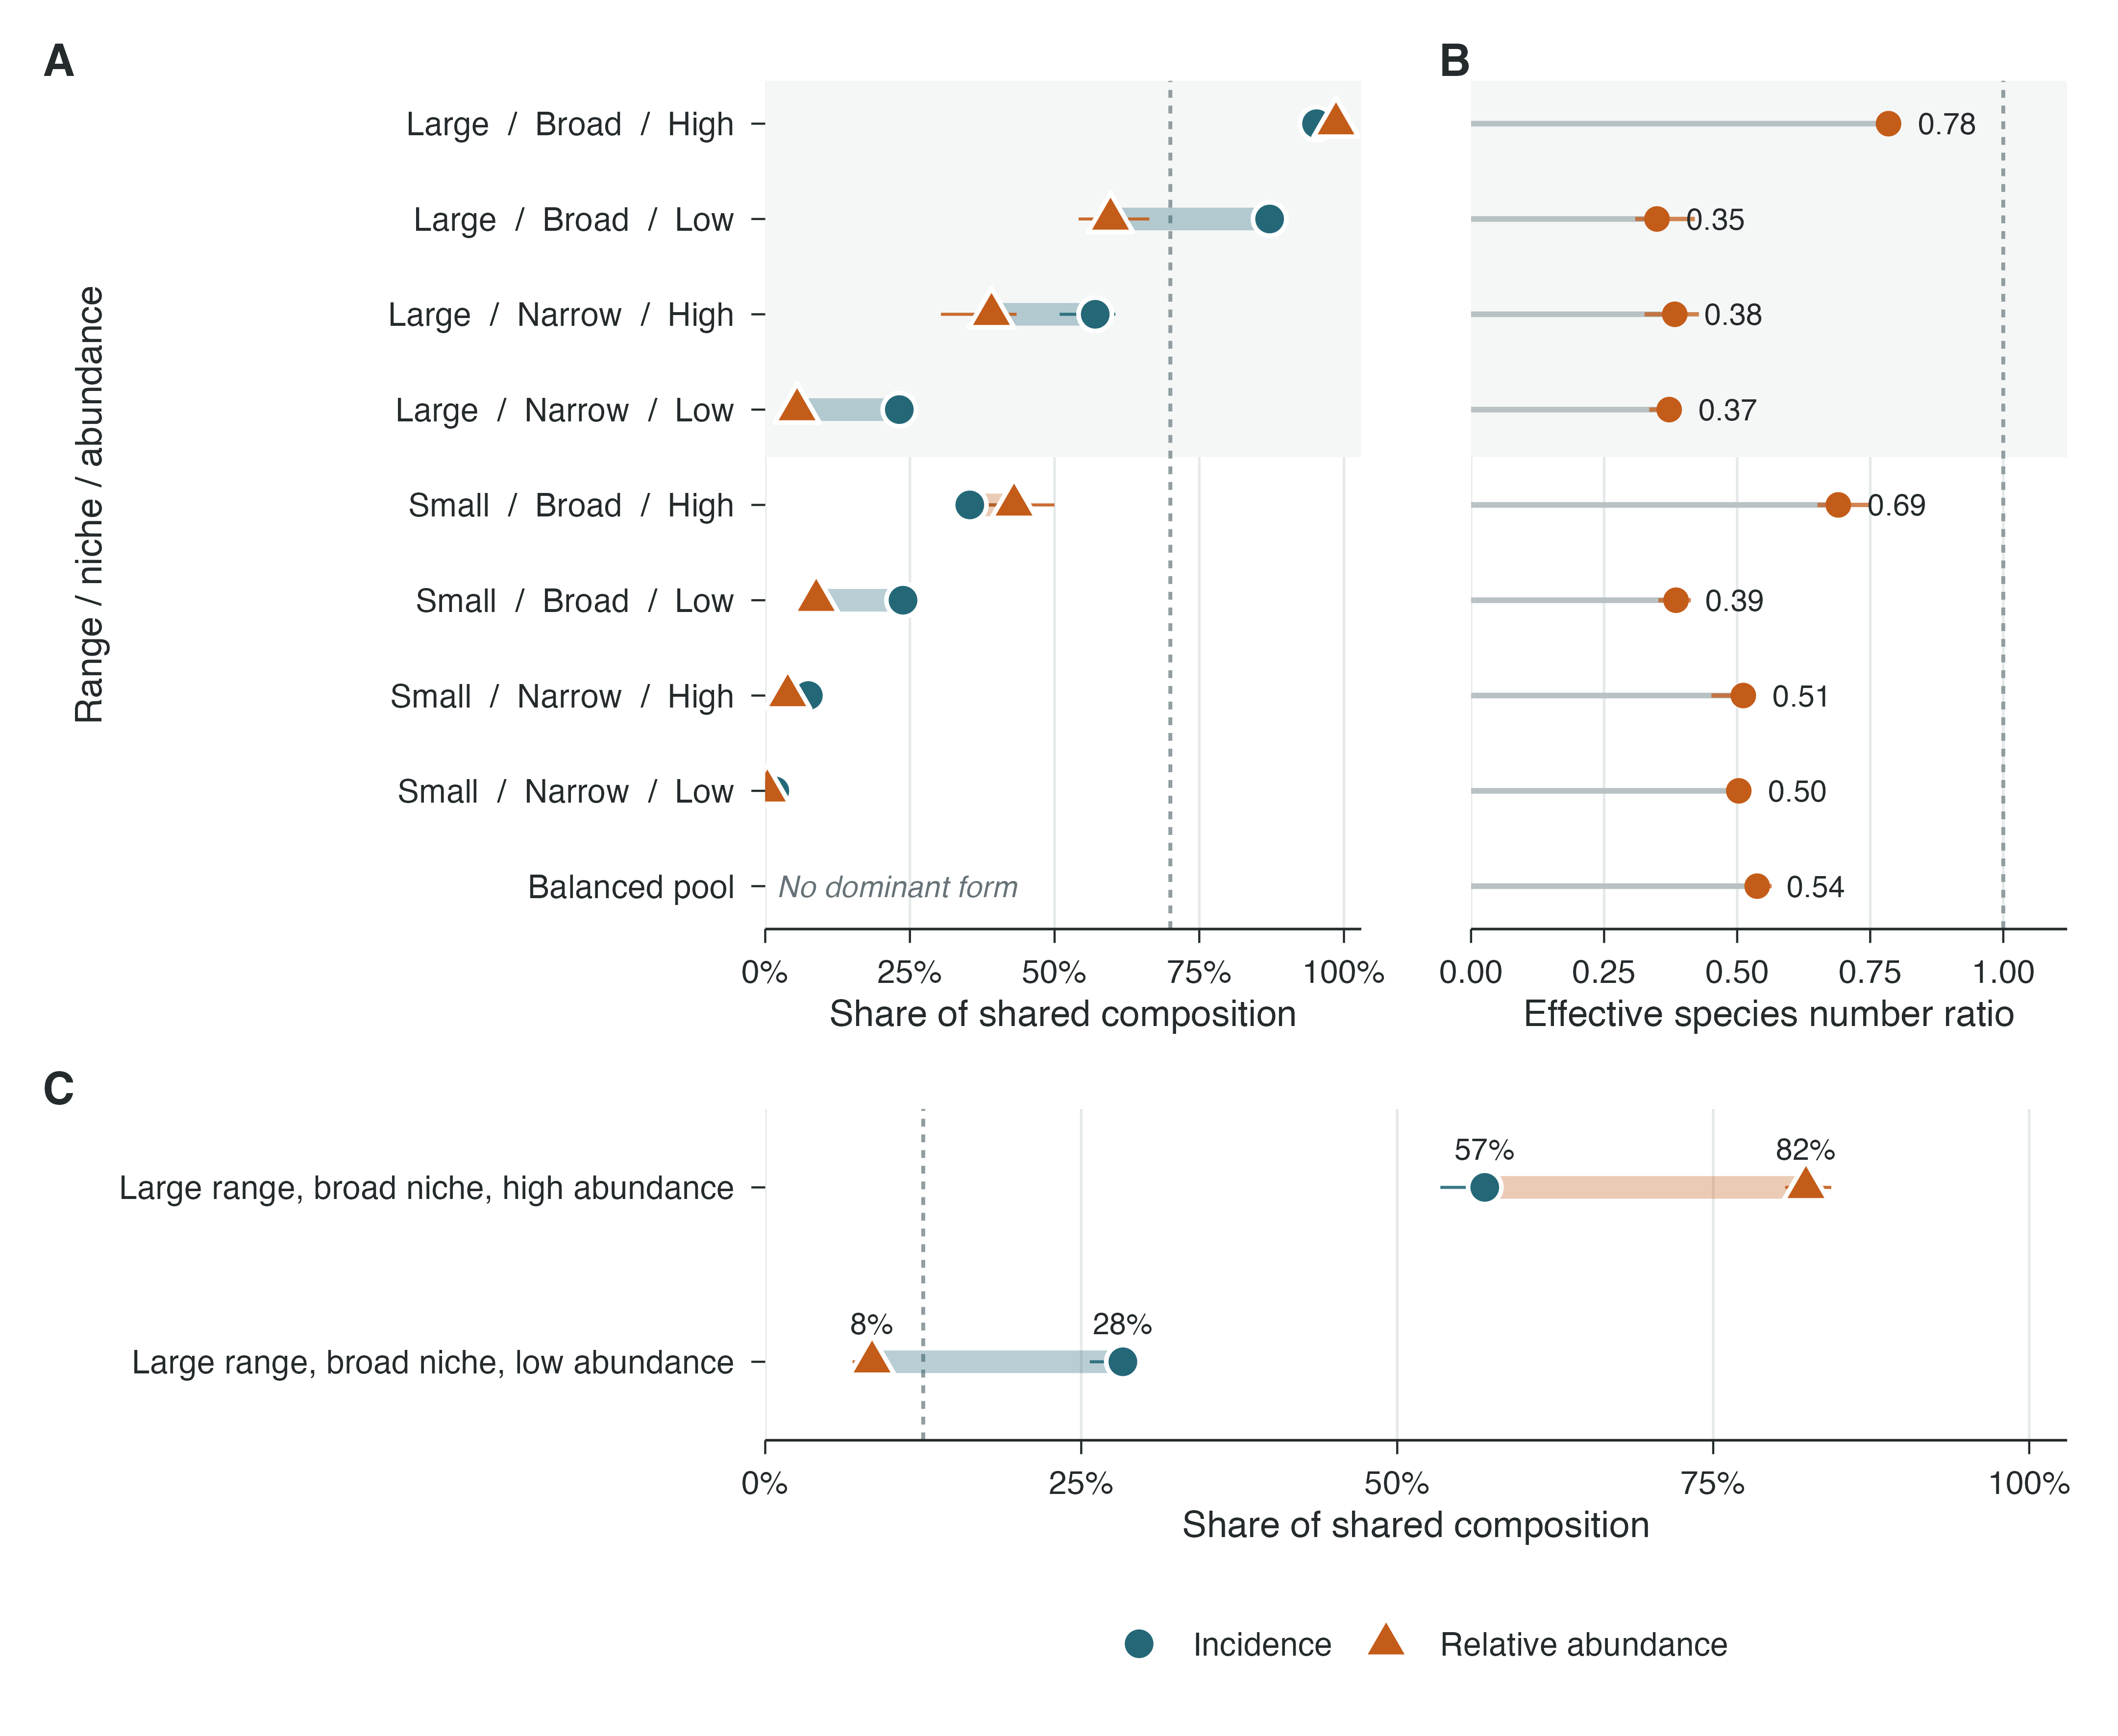 A
B
Range / niche / abundance
Large / Broad / High
Large / Broad / Low
Large / Narrow / High
Large / Narrow / Low
Small / Broad / High
Small / Broad / Low
Small / Narrow / High
Small / Narrow / Low
Balanced pool
No dominant form
0% 25% 50% 75% 100%
Share of shared composition
0.78
0.35
0.38
0.37
0.69
0.39
0.51
0.50
0.54
0.00 0.25 0.50 0.75 1.00
Effective species number ratio
C
57% 82%
Large range, broad niche, high abundance
8% 28%
Large range, broad niche, low abundance
0% 25% 50% 75% 100%
Share of shared composition
Incidence Relative abundance